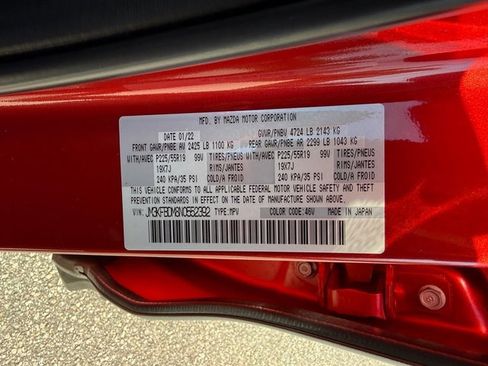 MFD. BY MAZDA MOTOR CORPORATION
DATE 01/22 GVWR/PNBV 4724 LB 2143 KG
FRONT GAWR/PNBE AV 2425 LB 1100 KG REAR GAWR/PNBE AR 2299 LB 1043 KG
WITH/AVEC P225/55R19 99V TIRES/PNEUS WITH/AVEC P225/55R19 99V TIRES/PNEUS
19X7J RIMS/JANTES 19X7J RIMS/JANTES
240 KPA/35 PSI COLD/A FROID 240 KPA/35 PSI COLD/A FROID
THIS VEHICLE CONFORMS TO ALL APPLICABLE FEDERAL MOTOR VEHICLE
SAFETY, BUMPER, AND THEFT PREVENTION STANDARDS IN EFFECT
ON THE DATE OF MANUFACTURE SHOWN ABOVE.
VIN: JM3KFBDM8N0562392 TYPE: MPV COLOR CODE: 46V MADE IN JAPAN